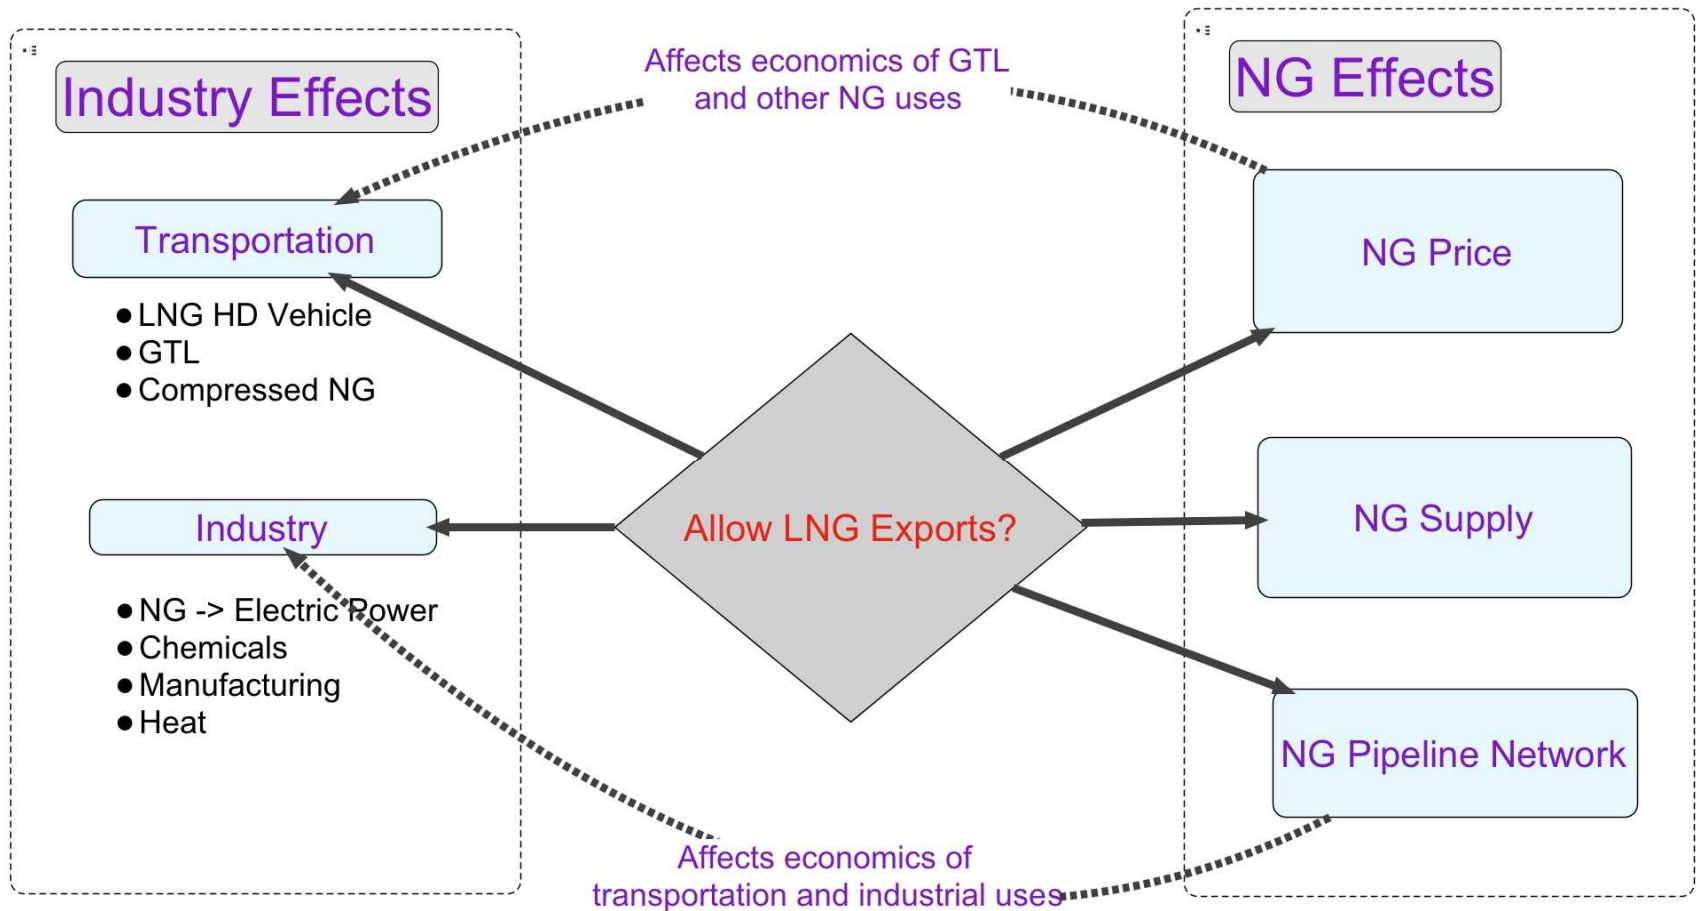 Industry Effects
Transportation
● LNG HD Vehicle
● GTL
● Compressed NG
Industry
● NG -> Electric Power
● Chemicals
● Manufacturing
● Heat
Affects economics of GTL
and other NG uses
Allow LNG Exports?
Affects economics of
transportation and industrial uses
NG Effects
NG Price
NG Supply
NG Pipeline Network